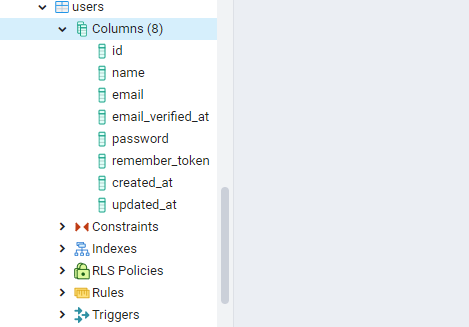 users
Columns (8)
id
name
email
email_verified_at
password
remember_token
created_at
updated_at
Constraints
Indexes
RLS Policies
Rules
Triggers